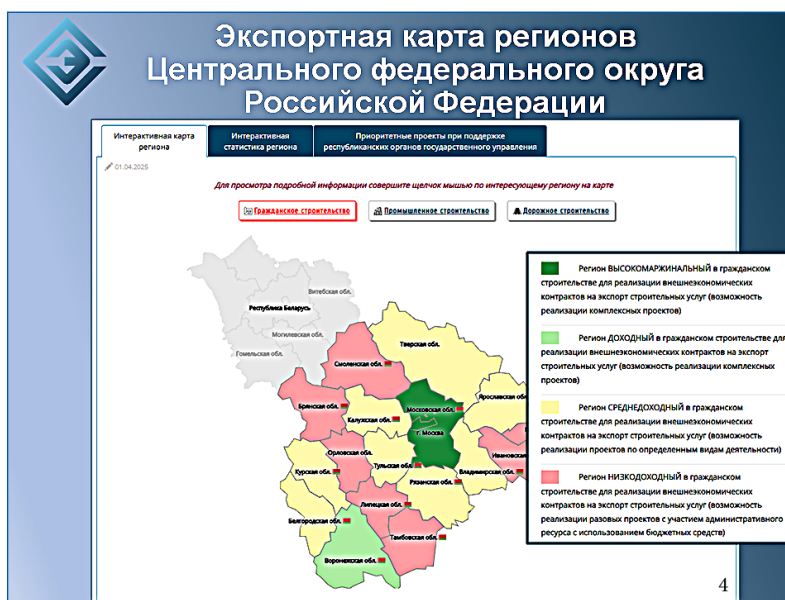 Экспортная карта регионов
Центрального федерального округа
Российской Федерации
Интерактивная карта
региона
Интерактивная
статистика региона
Приоритетные проекты при поддержке
республиканских органов государственного управления
01.04.2025
Для просмотра подробной информации совершите щелчок мышью по интересующему региону на карте
Гражданское строительство
Промышленное строительство
Дорожное строительство
Регион ВЫСОКОМАРЖИНАЛЬНЫЙ в гражданском
строительстве для реализации внешнеэкономических
контрактов на экспорт строительных услуг (возможность
реализации комплексных проектов)
Регион ДОХОДНЫЙ в гражданском строительстве для
реализации внешнеэкономических контрактов на экспорт
строительных услуг (возможность реализации комплексных
проектов)
Регион СРЕДНЕДОХОДНЫЙ в гражданском
строительстве для реализации внешнеэкономических
контрактов на экспорт строительных услуг (возможность
реализации проектов по определенным видам деятельности)
Регион НИЗКОДОХОДНЫЙ в гражданском
строительстве для реализации внешнеэкономических
контрактов на экспорт строительных услуг (возможность
реализации разовых проектов с участием административного
ресурса с использованием бюджетных средств)
Витебская обл.
Республика Беларусь
Могилевская обл.
Гомельская обл.
Тверская обл.
Смоленская обл.
Ярославская обл.
Брянская обл.
Московская обл.
Калужская обл.
г. Москва
Орловская обл.
Ивановская
Тульская обл.
Курская обл.
Владимирская обл.
Рязанская обл.
Липецкая обл.
Белгородская обл.
Тамбовская обл.
Воронежская обл.
4